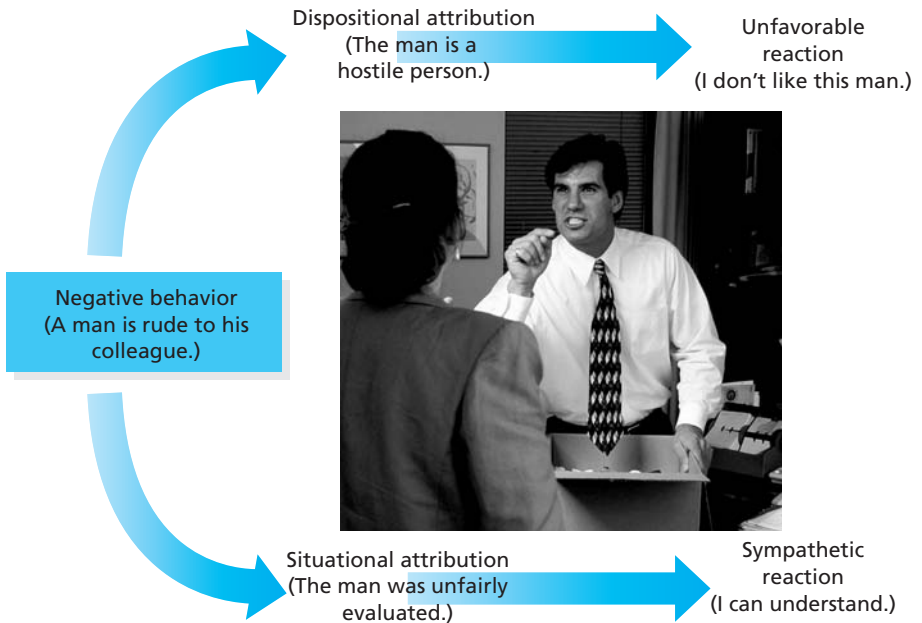 Dispositional attribution
(The man is a
hostile person.)
Unfavorable
reaction
(I don't like this man.)
Negative behavior
(A man is rude to his
colleague.)
Situational attribution
(The man was unfairly
evaluated.)
Sympathetic
reaction
(I can understand.)